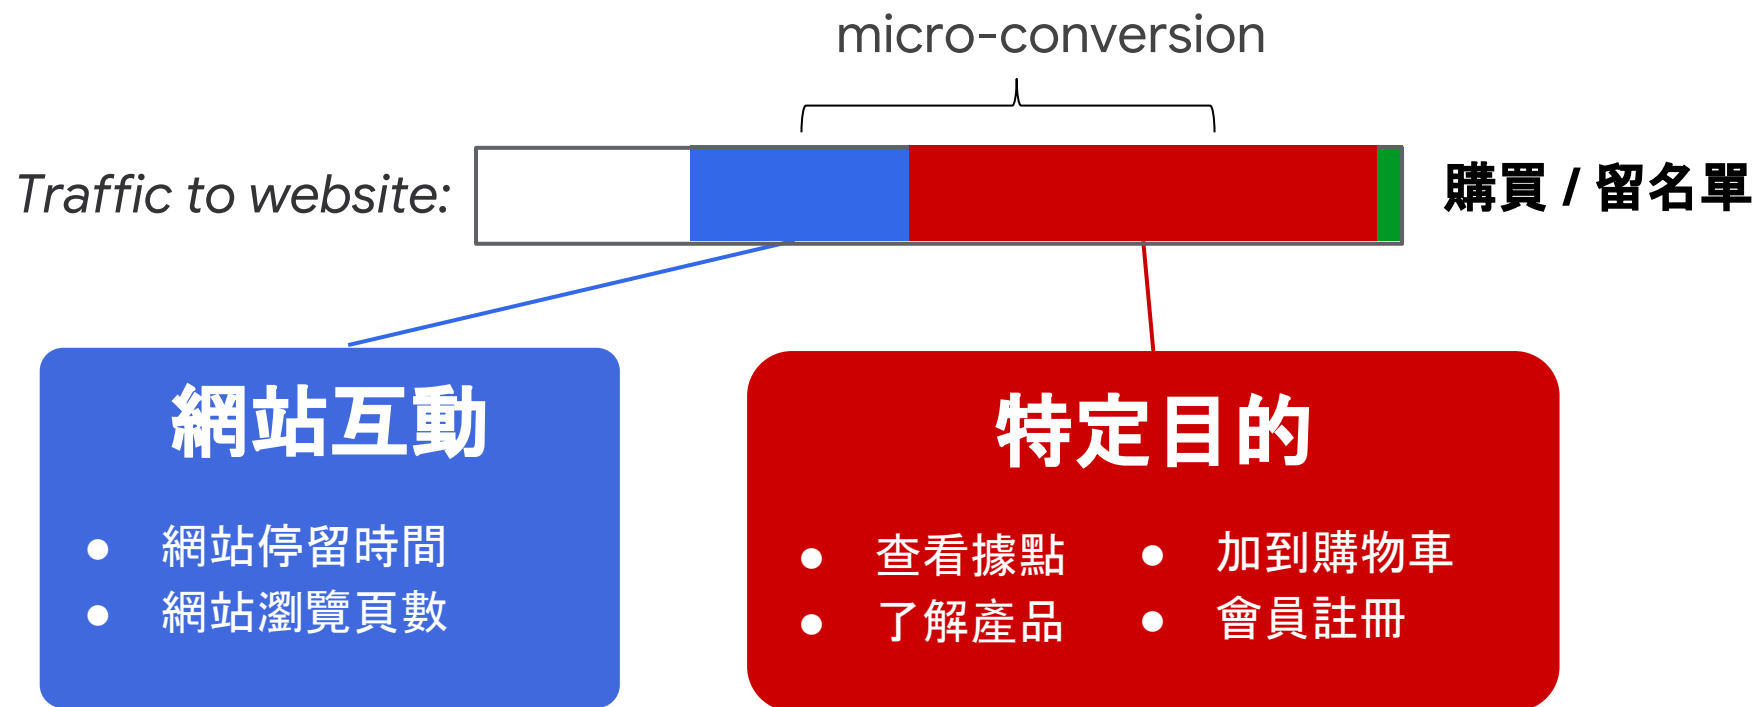 micro-conversion
Traffic to website:
購買 / 留名單
網站互動
● 網站停留時間
● 網站瀏覽頁數
特定目的
● 查看據點
● 了解產品
● 加到購物車
● 會員註冊